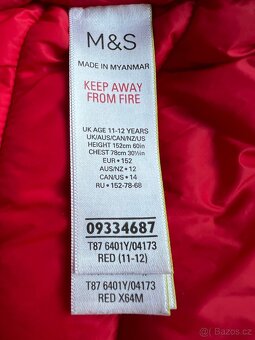 M&S
MADE IN MYANMAR
KEEP AWAY
FROM FIRE
UK AGE 11-12 YEARS
UK/AUS/CAN/NZ/US
HEIGHT 152cm 60in
CHEST 78cm 30½in
EUR • 152
AUS/NZ • 12
CAN/US • 14
RU • 152-78-66
09334687
T87 6401Y/04173
RED (11-12)
T87 6401Y/04173
RED X64M
sbazar.cz